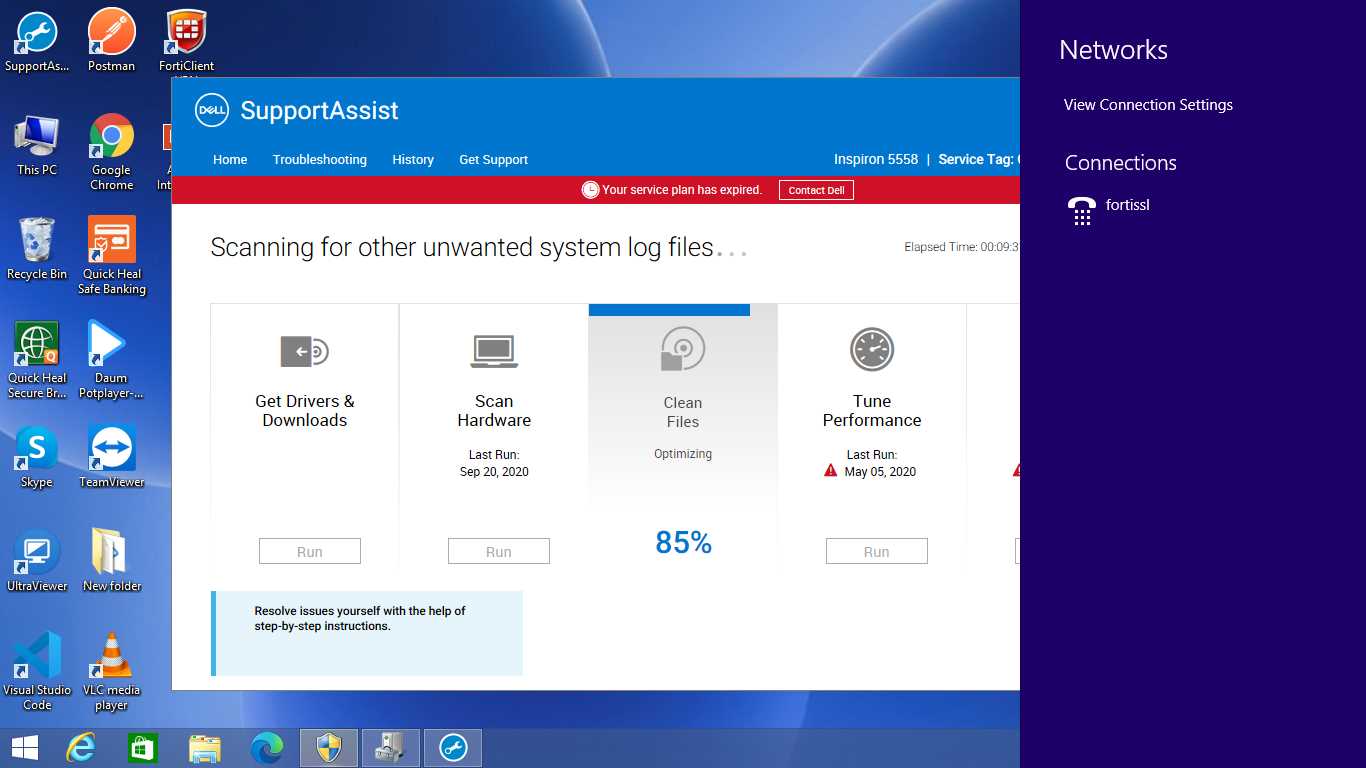 SupportAs...
Postman
FortiClient
This PC
Google
Chrome
Recycle Bin
Quick Heal
Safe Banking
Quick Heal
Secure Br...
Daum
Potplayer-...
Skype
TeamViewer
UltraViewer
New folder
Visual Studio
Code
VLC media
player
DELL
SupportAssist
Home
Troubleshooting
History
Get Support
Inspiron 5558 | Service Tag:
Your service plan has expired.
Contact Dell
Scanning for other unwanted system log files...
Elapsed Time: 00:09:3
Get Drivers &
Downloads
Run
Scan
Hardware
Last Run:
Sep 20, 2020
Run
Clean
Files
Optimizing
85%
Tune
Performance
Last Run:
May 05, 2020
Run
Resolve issues yourself with the help of
step-by-step instructions.
Networks
View Connection Settings
Connections
fortissl